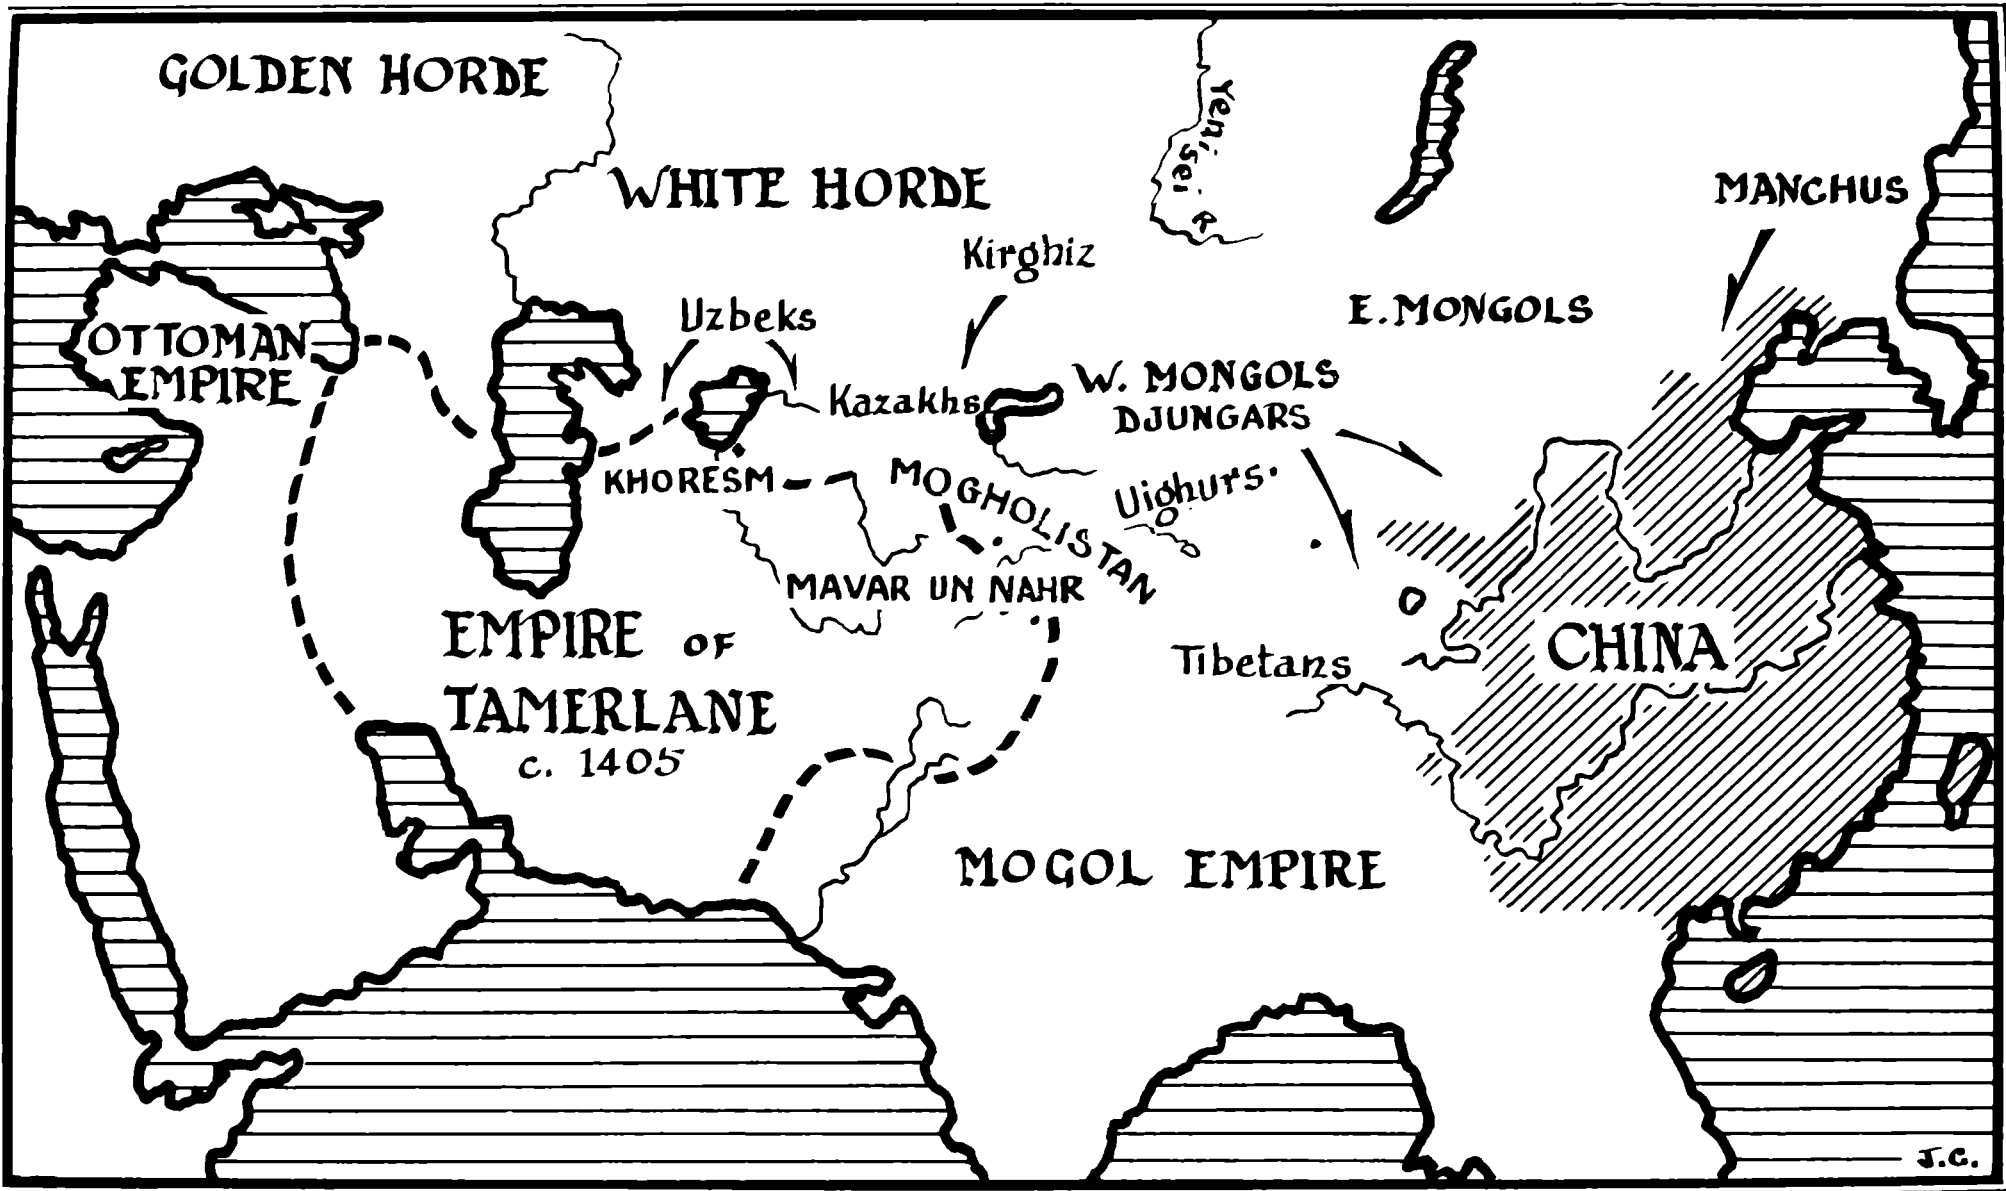 GOLDEN HORDE
Yenisei R
WHITE HORDE
MANCHUS
Kirghiz
E. MONGOLS
Uzbeks
OTTOMAN
EMPIRE
Kazakhs
W. MONGOLS
DJUNGARS
KHORESM
MOGHOLISTAN
Uighurs
MAVAR UN NAHR
EMPIRE OF
TAMERLANE
c. 1405
Tibetans
CHINA
MOGOL EMPIRE
J.C.